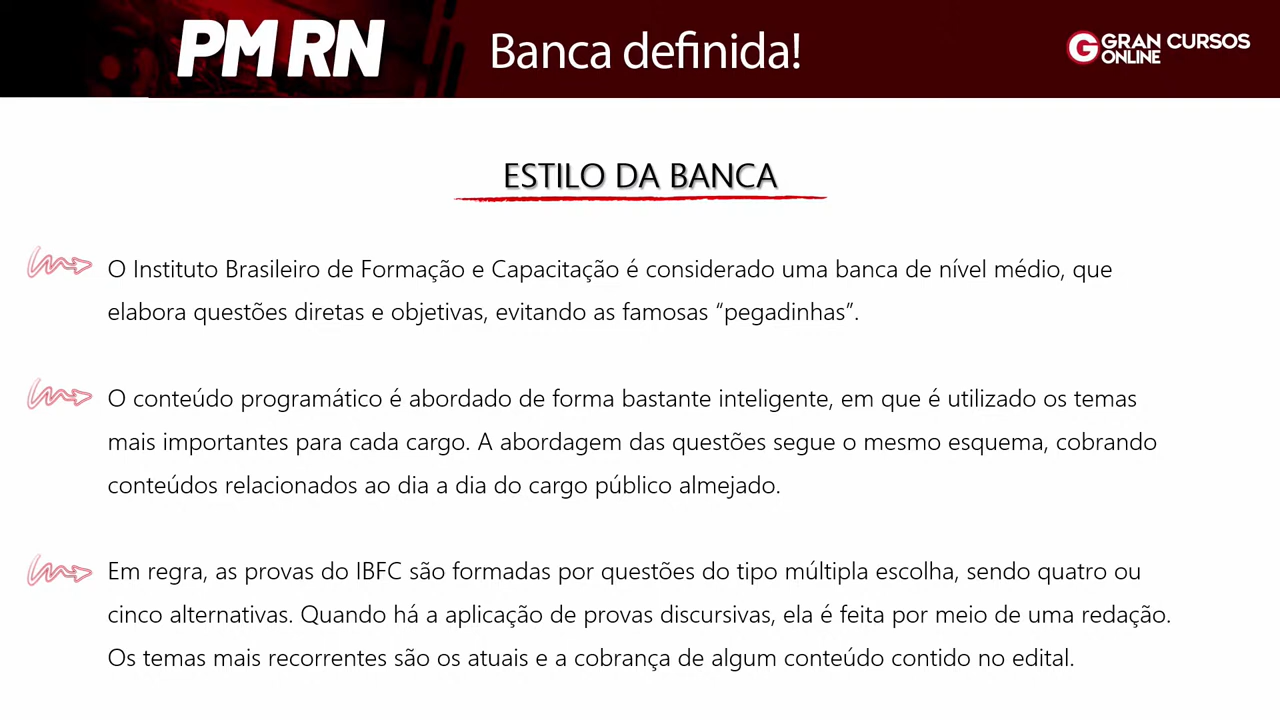 PM RN
Banca definida!
GRAN CURSOS
ONLINE
ESTILO DA BANCA
O Instituto Brasileiro de Formação e Capacitação é considerado uma banca de nível médio, que
elabora questões diretas e objetivas, evitando as famosas “pegadinhas”.
O conteúdo programático é abordado de forma bastante inteligente, em que é utilizado os temas
mais importantes para cada cargo. A abordagem das questões segue o mesmo esquema, cobrando
conteúdos relacionados ao dia a dia do cargo público almejado.
Em regra, as provas do IBFC são formadas por questões do tipo múltipla escolha, sendo quatro ou
cinco alternativas. Quando há a aplicação de provas discursivas, ela é feita por meio de uma redação.
Os temas mais recorrentes são os atuais e a cobrança de algum conteúdo contido no edital.